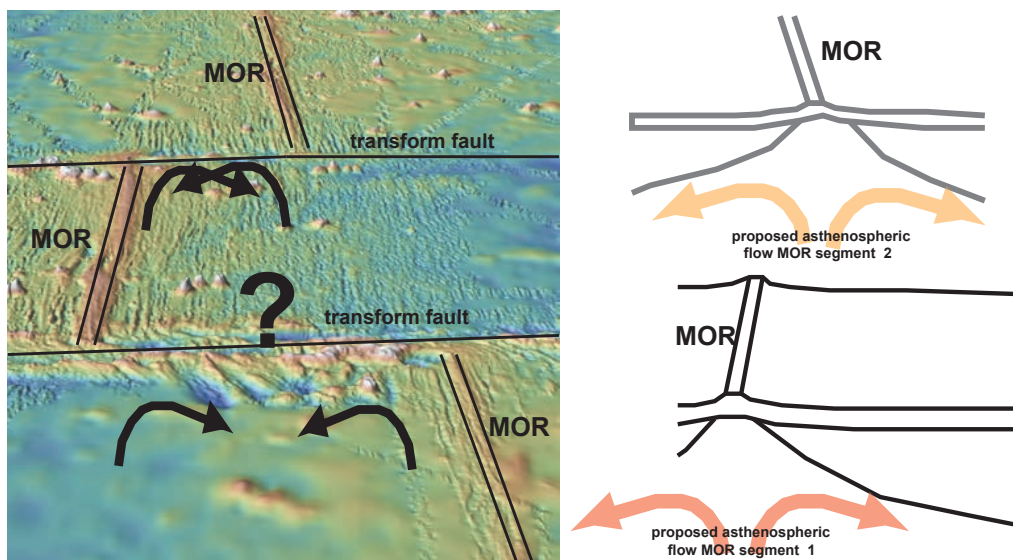 MOR
transform fault
MOR
?
transform fault
MOR
MOR
proposed asthenospheric
flow MOR segment 2
MOR
proposed asthenospheric
flow MOR segment 1